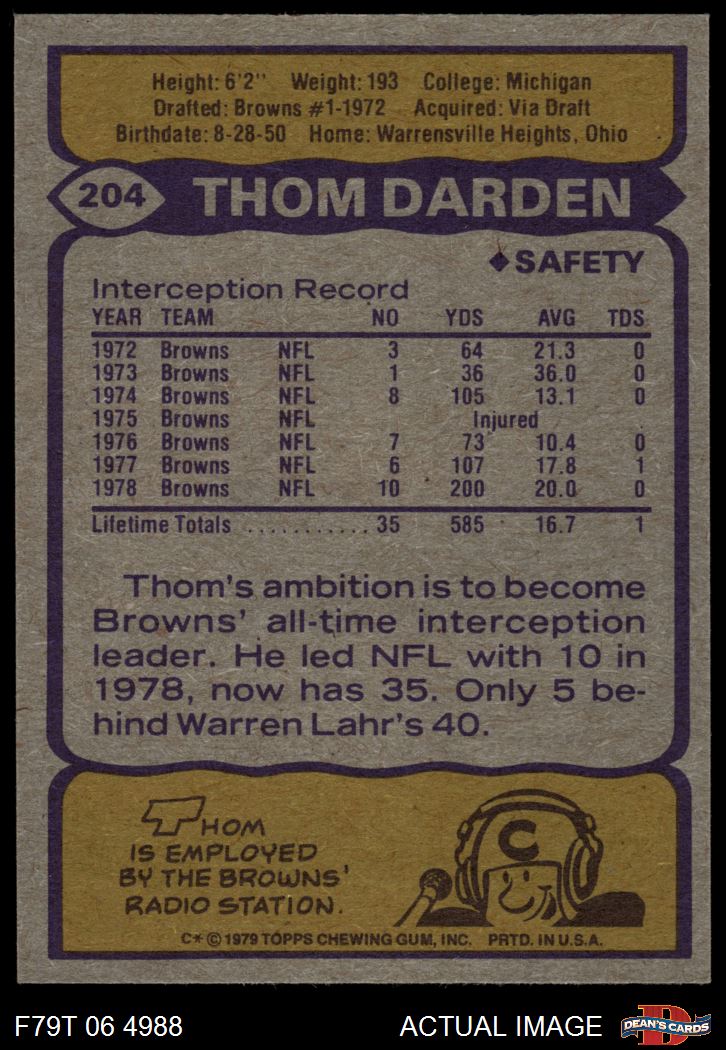 Height: 6'2" Weight: 193 College: Michigan
Drafted: Browns #1-1972 Acquired: Via Draft
Birthdate: 8-28-50 Home: Warrensville Heights, Ohio
204 THOM DARDEN
◆SAFETY
Interception Record
YEAR TEAM NO YDS AVG TDS
1972 Browns NFL 3 64 21.3 0
1973 Browns NFL 1 36 36.0 0
1974 Browns NFL 8 105 13.1 0
1975 Browns NFL Injured
1976 Browns NFL 7 73 10.4 0
1977 Browns NFL 6 107 17.8 1
1978 Browns NFL 10 200 20.0 0
Lifetime Totals ........... 35 585 16.7 1
Thom's ambition is to become
Browns' all-time interception
leader. He led NFL with 10 in
1978, now has 35. Only 5 be-
hind Warren Lahr's 40.
THOM
IS EMPLOYED
BY THE BROWNS'
RADIO STATION.
C
C* © 1979 TOPPS CHEWING GUM, INC. PRTD. IN U.S.A.
F79T 06 4988 ACTUAL IMAGE
D
DEAN'S CARDS